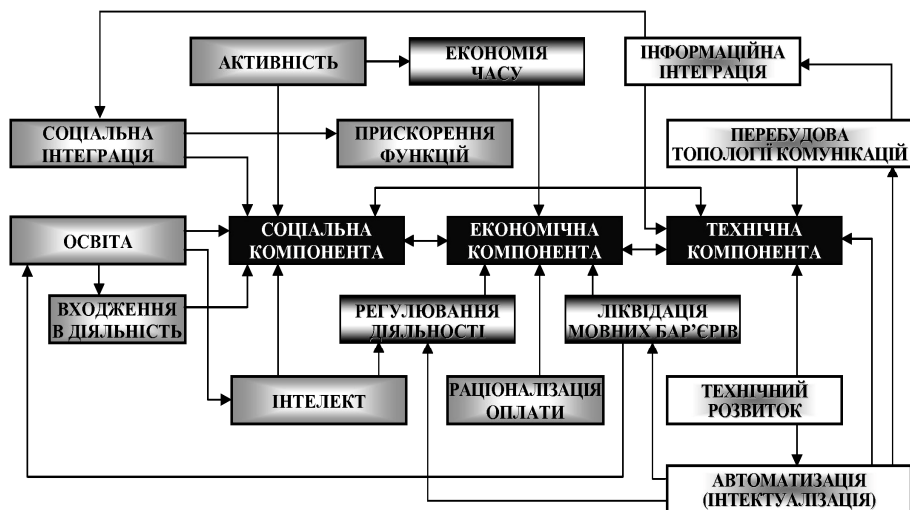 АКТИВНІСТЬ
ЕКОНОМІЯ
ЧАСУ
ІНФОРМАЦІЙНА
ІНТЕГРАЦІЯ
СОЦІАЛЬНА
ІНТЕГРАЦІЯ
ПРИСКОРЕННЯ
ФУНКЦІЙ
ПЕРЕБУДОВА
ТОПОЛОГІЇ КОМУНІКАЦІЙ
ОСВІТА
СОЦІАЛЬНА
КОМПОНЕНТА
ЕКОНОМІЧНА
КОМПОНЕНТА
ТЕХНІЧНА
КОМПОНЕНТА
ВХОДЖЕННЯ
В ДІЯЛЬНІСТЬ
РЕГУЛЮВАННЯ
ДІЯЛЬНОСТІ
ЛІКВІДАЦІЯ
МОВНИХ БАР’ЄРІВ
ІНТЕЛЕКТ
РАЦІОНАЛІЗАЦІЯ
ОПЛАТИ
ТЕХНІЧНИЙ
РОЗВИТОК
АВТОМАТИЗАЦІЯ
(ІНТЕКТУАЛІЗАЦІЯ)